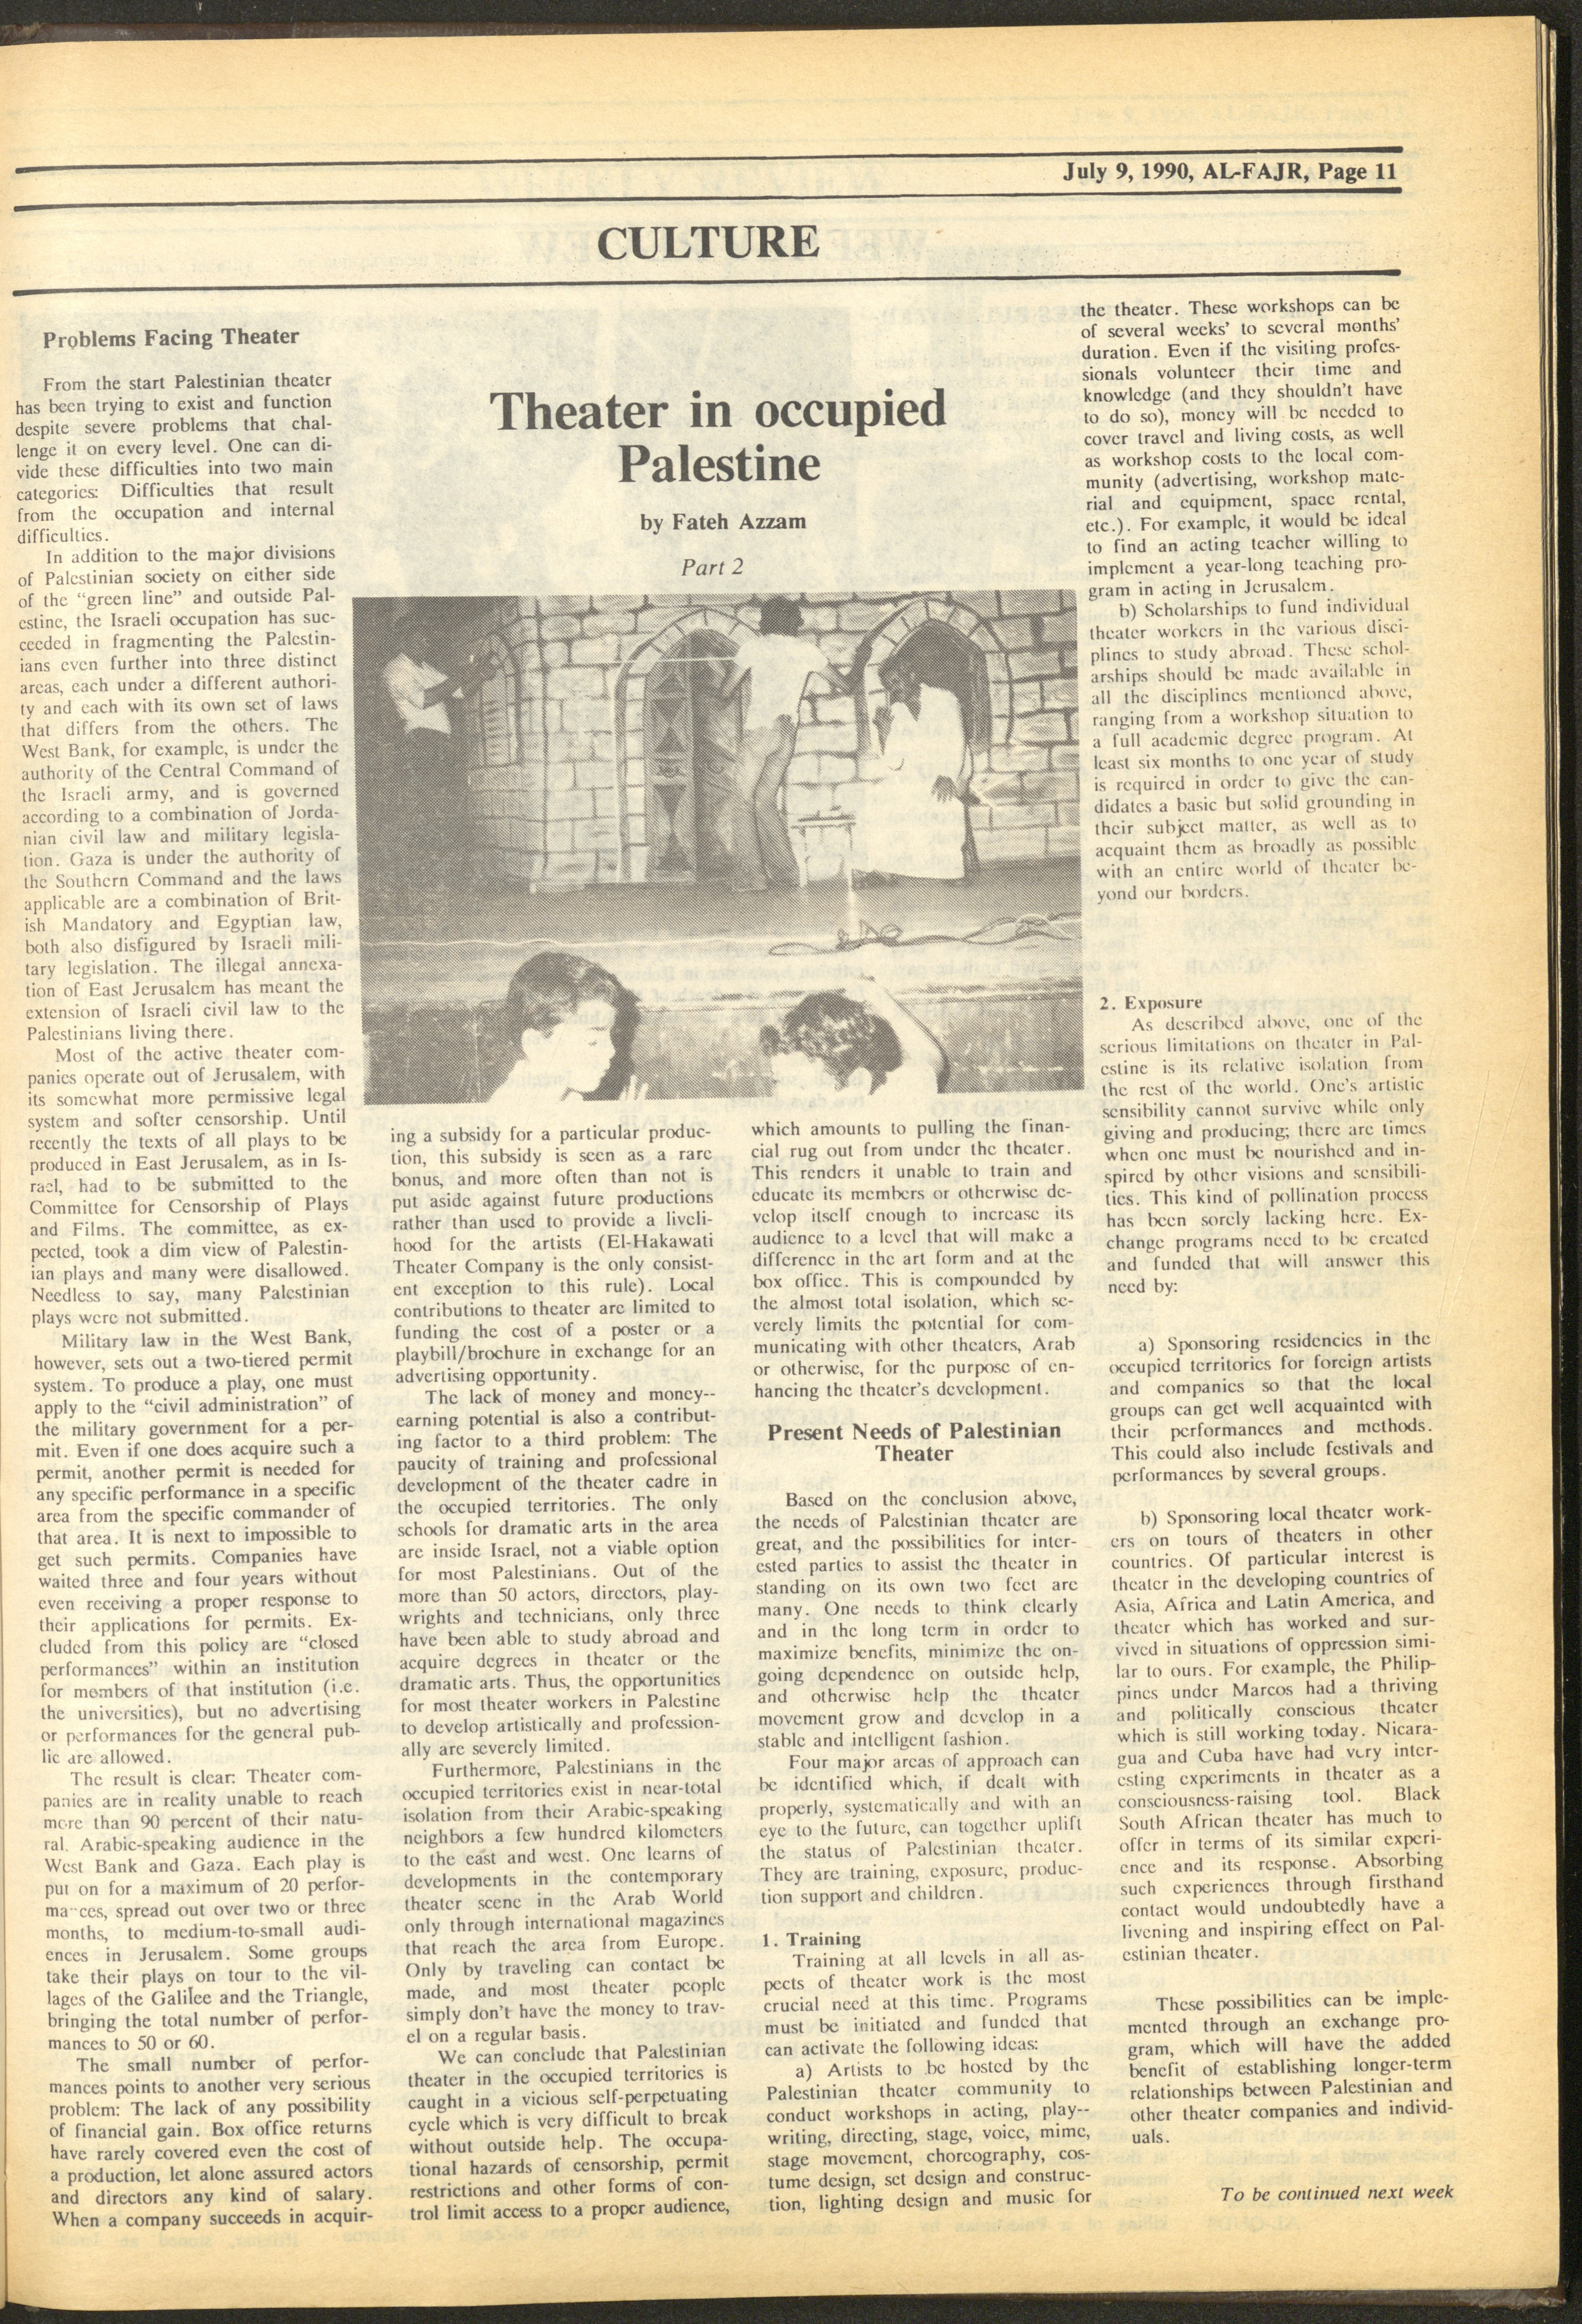 July 9, 1990, AL-FAJR, Page 11
CULTURE
Problems Facing Theater
From the start Palestinian theater
has been trying to exist and function
despite severe problems that chal-
lenge it on every level. One can di-
vide these difficulties into two main
categories: Difficulties that result
from the occupation and internal
difficulties.
In addition to the major divisions
of Palestinian society on either side
of the “green line” and outside Pal-
estine, the Israeli occupation has suc-
ceeded in fragmenting the Palestin-
ians even further into three distinct
areas, each under a different authori-
ty and each with its own set of laws
that differs from the others. The
West Bank, for example, is under the
authority of the Central Command of
the Israeli army, and is governed
according to a combination of Jorda-
nian civil law and military legisla-
tion. Gaza is under the authority of
the Southern Command and the laws
applicable are a combination of Brit-
ish Mandatory and Egyptian law,
both also disfigured by Israeli mili-
tary legislation. The illegal annexa-
tion of East Jerusalem has meant the
extension of Israeli civil law to the
Palestinians living there.
Most of the active theater com-
panies operate out of Jerusalem, with
its somewhat more permissive legal
system and softer censorship. Until
recently the texts of all plays to be
produced in East Jerusalem, as in Is-
rael, had to be submitted to the
Committee for Censorship of Plays
and Films. The committee, as ex-
pected, took a dim view of Palestin-
ian plays and many were disallowed.
Needless to say, many Palestinian
plays were not submitted.
Military law in the West Bank,
however, sets out a two-tiered permit
system. To produce a play, one must
apply to the “civil administration” of
the military government for a per-
mit. Even if one does acquire such a
permit, another permit is needed for
any specific performance in a specific
area from the specific commander of
that area. It is next to impossible to
get such permits. Companies have
waited three and four years without
even receiving a proper response to
their applications for permits. Ex-
cluded from this policy are “closed
performances” within an institution
for members of that institution (i.e.
the universities), but no advertising
or performances for the general pub-
lic are allowed.
The result is clear: Theater com-
panies are in reality unable to reach
more than 90 percent of their natu-
ral. Arabic-speaking audience in the
West Bank and Gaza. Each play is
put on for a maximum of 20 perfor-
mances, spread out over two or three
months, to medium-to-small audi-
ences in Jerusalem. Some groups
take their plays on tour to the vil-
lages of the Galilee and the Triangle,
bringing the total number of perfor-
mances to 50 or 60.
The small number of perfor-
mances points to another very serious
problem: The lack of any possibility
of financial gain. Box office returns
have rarely covered even the cost of
a production, let alone assured actors
and directors any kind of salary.
When a company succeeds in acquir-
Theater in occupied
Palestine
by Fateh Azzam
Part 2
ing a subsidy for a particular produc-
tion, this subsidy is seen as a rare
bonus, and more often than not is
put aside against future productions
rather than used to provide a liveli-
hood for the artists (El-Hakawati
Theater Company is the only consist-
ent exception to this rule). Local
contributions to theater are limited to
funding the cost of a poster or a
playbill/brochure in exchange for an
advertising opportunity.
The lack of money and money--
earning potential is also a contribut-
ing factor to a third problem: The
paucity of training and professional
development of the theater cadre in
the occupied territories. The only
schools for dramatic arts in the area
are inside Israel, not a viable option
for most Palestinians. Out of the
more than 50 actors, directors, play-
wrights and technicians, only three
have been able to study abroad and
acquire degrees in theater or the
dramatic arts. Thus, the opportunities
for most theater workers in Palestine
to develop artistically and profession-
ally are severely limited.
Furthermore, Palestinians in the
occupied territories exist in near-total
isolation from their Arabic-speaking
neighbors a few hundred kilometers
to the east and west. One learns of
developments in the contemporary
theater scene in the Arab World
only through international magazines
that reach the area from Europe.
Only by traveling can contact be
made, and most theater people
simply don't have the money to trav-
el on a regular basis.
We can conclude that Palestinian
theater in the occupied territories is
caught in a vicious self-perpetuating
cycle which is very difficult to break
without outside help. The occupa-
tional hazards of censorship, permit
restrictions and other forms of con-
trol limit access to a proper audience,
which amounts to pulling the finan-
cial rug out from under the theater.
This renders it unable to train and
educate its members or otherwise de-
velop itself enough to increase its
audience to a level that will make a
difference in the art form and at the
box office. This is compounded by
the almost total isolation, which se-
verely limits the potential for com-
municating with other theaters, Arab
or otherwise, for the purpose of en-
hancing the theater's development.
Present Needs of Palestinian
Theater
Based on the conclusion above,
the needs of Palestinian theater are
great, and the possibilities for inter-
ested parties to assist the theater in
standing on its own two feet are
many. One needs to think clearly
and in the long term in order to
maximize benefits, minimize the on-
going dependence on outside help,
and otherwise help the theater
movement grow and develop in a
stable and intelligent fashion.
Four major areas of approach can
be identified which, if dealt with
properly, systematically and with an
eye to the future, can together uplift
the status of Palestinian theater.
They are training, exposure, produc-
tion support and children.
1. Training
Training at all levels in all as-
pects of theater work is the most
crucial need at this time. Programs
must be initiated and funded that
can activate the following ideas:
a) Artists to be hosted by the
Palestinian theater community to
conduct workshops in acting, play--
writing, directing, stage, voice, mime,
stage movement, choreography, cos-
tume design, set design and construc-
tion, lighting design and music for
the theater. These workshops can be
of several weeks' to several months'
duration. Even if the visiting profes-
sionals volunteer their time and
knowledge (and they shouldn't have
to do so), money will be needed to
cover travel and living costs, as well
as workshop costs to the local com-
munity (advertising, workshop mate-
rial and equipment, space rental,
etc.). For example, it would be ideal
to find an acting teacher willing to
implement a year-long teaching pro-
gram in acting in Jerusalem.
b) Scholarships to fund individual
theater workers in the various disci-
plines to study abroad. These schol-
arships should be made available in
all the disciplines mentioned above,
ranging from a workshop situation to
a full academic degree program. At
least six months to one year of study
is required in order to give the can-
didates a basic but solid grounding in
their subject matter, as well as to
acquaint them as broadly as possible
with an entire world of theater be-
yond our borders.
2. Exposure
As described above, one of the
serious limitations on theater in Pal-
estine is its relative isolation from
the rest of the world. One's artistic
sensibility cannot survive while only
giving and producing; there are times
when one must be nourished and in-
spired by other visions and sensibili-
ties. This kind of pollination process
has been sorely lacking here. Ex-
change programs need to be created
and funded that will answer this
need by:
a) Sponsoring residencies in the
occupied territories for foreign artists
and companies so that the local
groups can get well acquainted with
their performances and methods.
This could also include festivals and
performances by several groups.
b) Sponsoring local theater work-
ers on tours of theaters in other
countries. Of particular interest is
theater in the developing countries of
Asia, Africa and Latin America, and
theater which has worked and sur-
vived in situations of oppression simi-
lar to ours. For example, the Philip-
pines under Marcos had a thriving
and politically conscious theater
which is still working today. Nicara-
gua and Cuba have had very inter-
esting experiments in theater as a
consciousness-raising tool. Black
South African theater has much to
offer in terms of its similar experi-
ence and its response. Absorbing
such experiences through firsthand
contact would undoubtedly have a
livening and inspiring effect on Pal-
estinian theater.
These possibilities can be imple-
mented through an exchange pro-
gram, which will have the added
benefit of establishing longer-term
relationships between Palestinian and
other theater companies and individ-
uals.
To be continued next week